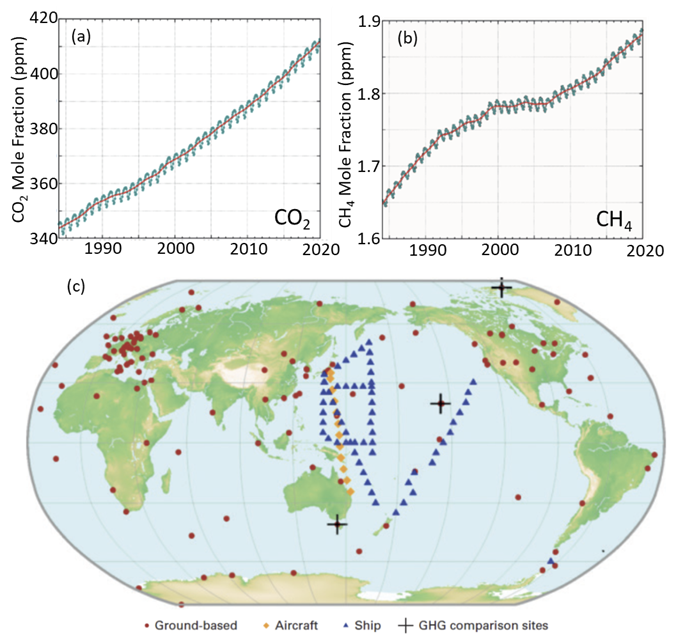 (a)
CO₂ Mole Fraction (ppm)
420
400
380
360
340
1990
2000
2010
2020
CO₂
(b)
CH₄ Mole Fraction (ppm)
1.9
1.8
1.7
1.6
1990
2000
2010
2020
CH₄
(c)
Ground-based Aircraft Ship GHG comparison sites